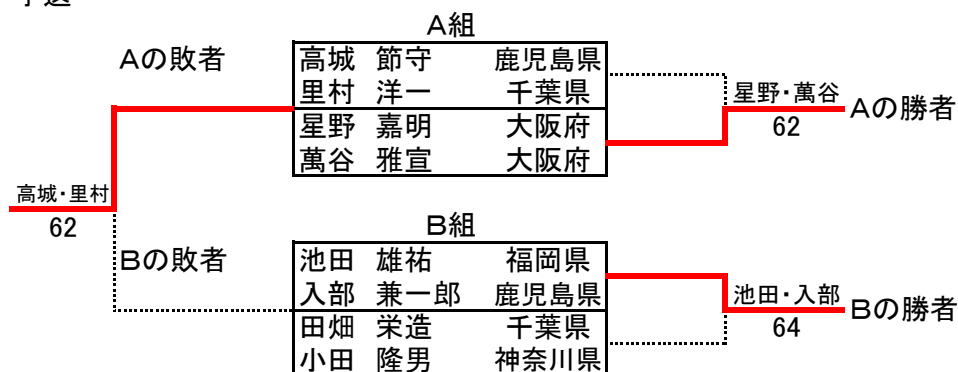 A組
Aの敗者
高城 節守 鹿児島県
里村 洋一 千葉県
星野 嘉明 大阪府
萬谷 雅宣 大阪府
星野・萬谷
62
Aの勝者
高城・里村
62
B組
Bの敗者
池田 雄祐 福岡県
入部 兼一郎 鹿児島県
田畑 栄造 千葉県
小田 隆男 神奈川県
池田・入部
64
Bの勝者